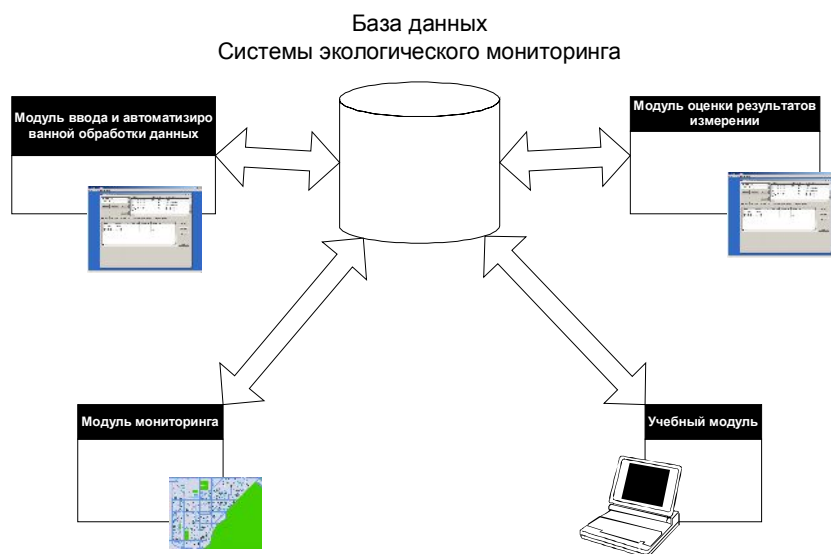 База данных
Системы экологического мониторинга
Модуль ввода и автоматизиро
ванной обработки данных
Модуль оценки результатов
измерении
Модуль мониторинга
Учебный модуль